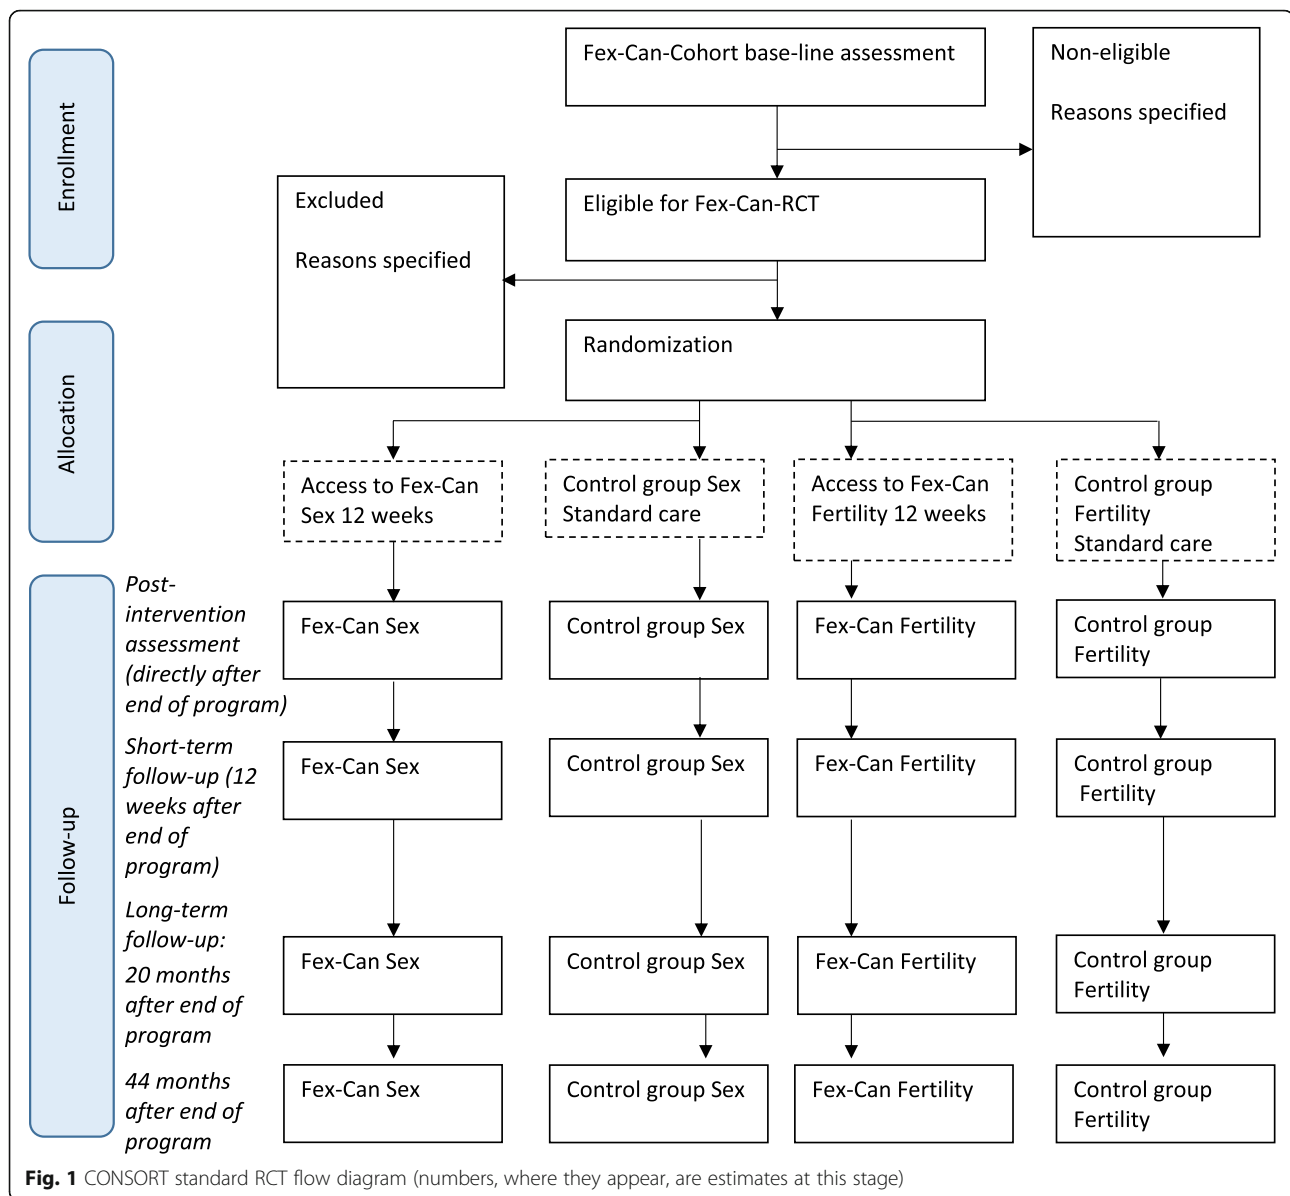 Enrollment
Fex-Can-Cohort base-line assessment
Non-eligible
Reasons specified
Eligible for Fex-Can-RCT
Excluded
Reasons specified
Allocation
Randomization
Access to Fex-Can
Sex 12 weeks
Control group Sex
Standard care
Access to Fex-Can
Fertility 12 weeks
Control group
Fertility
Standard care
Follow-up
Post-
intervention
assessment
(directly after
end of program)
Fex-Can Sex
Control group Sex
Fex-Can Fertility
Control group
Fertility
Short-term
follow-up (12
weeks after
end of
program)
Fex-Can Sex
Control group Sex
Fex-Can Fertility
Control group
Fertility
Long-term
follow-up:
20 months
after end of
program
Fex-Can Sex
Control group Sex
Fex-Can Fertility
Control group
Fertility
44 months
after end of
program
Fex-Can Sex
Control group Sex
Fex-Can Fertility
Control group
Fertility
Fig. 1 CONSORT standard RCT flow diagram (numbers, where they appear, are estimates at this stage)